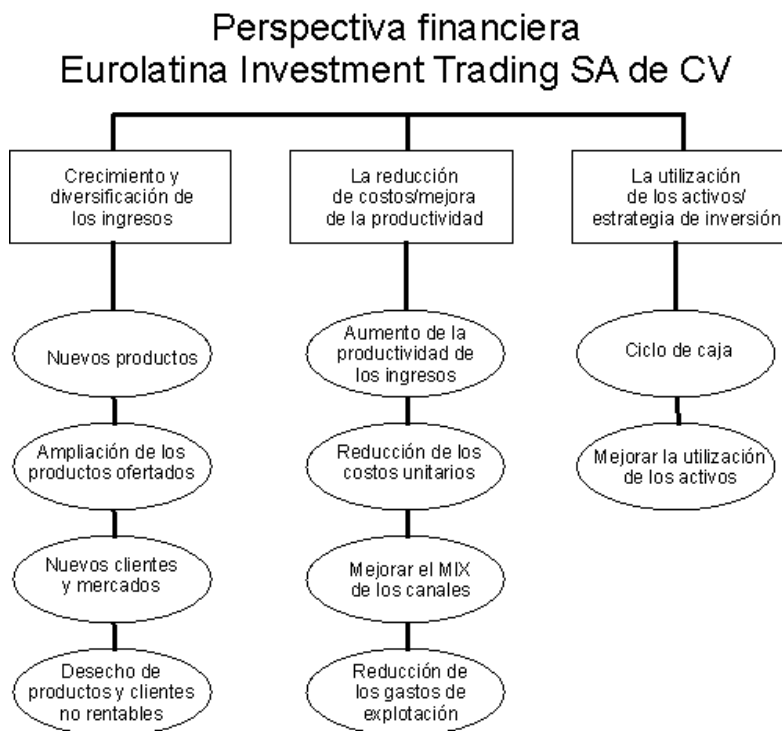 Perspectiva financiera
Eurolatina Investment Trading SA de CV
Crecimiento y
diversificación de
los ingresos
La reducción
de costos/mejora
de la productividad
La utilización
de los activos/
estrategia de inversión
Nuevos productos
Aumento de la
productividad de
los ingresos
Ciclo de caja
Ampliación de los
productos ofertados
Reducción de los
costos unitarios
Mejorar la utilización
de los activos
Nuevos clientes
y mercados
Mejorar el MIX
de los canales
Desecho de
productos y clientes
no rentables
Reducción de
los gastos de
explotación